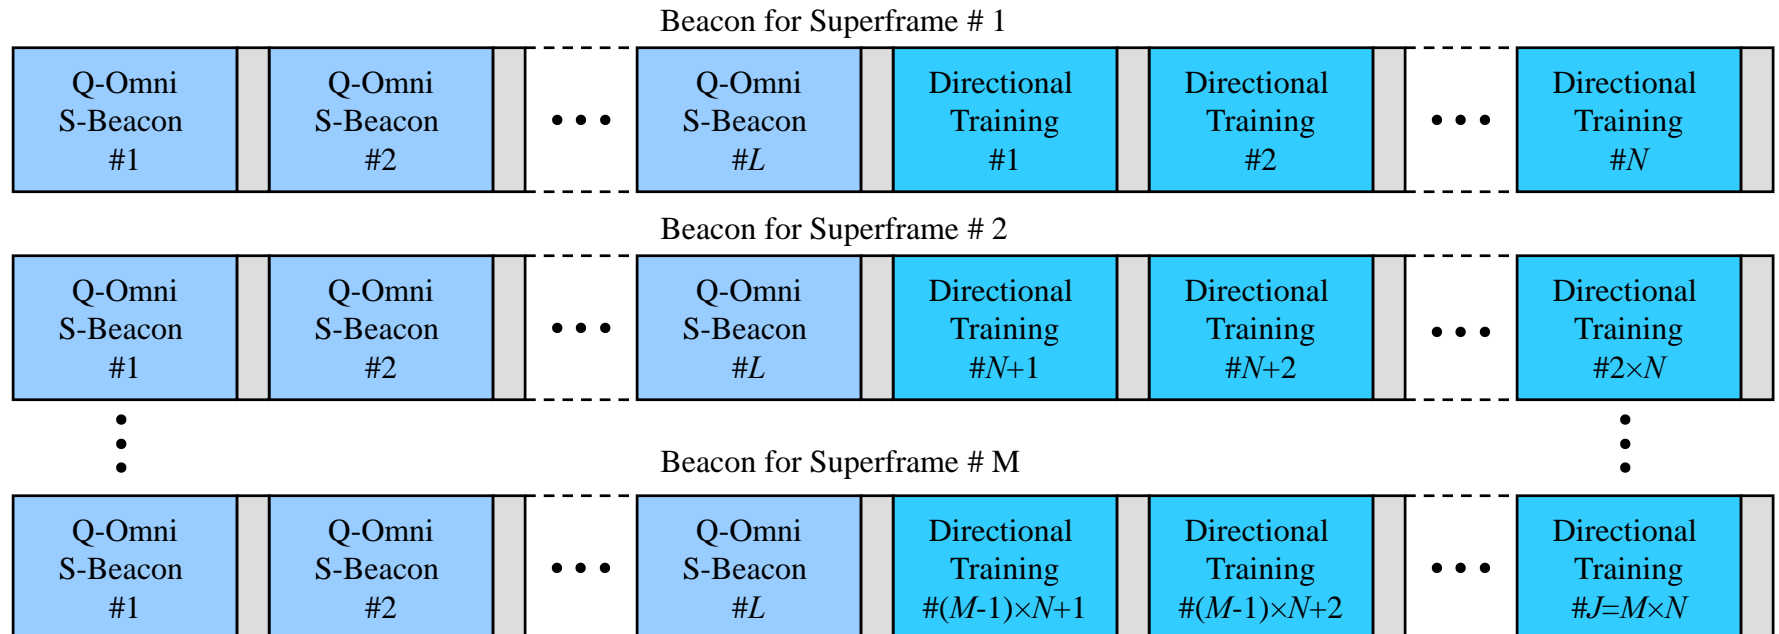 Beacon for Superframe # 1
Q-Omni
S-Beacon
#1
Q-Omni
S-Beacon
#2
Q-Omni
S-Beacon
#L
Directional
Training
#1
Directional
Training
#2
Directional
Training
#N
Beacon for Superframe # 2
Q-Omni
S-Beacon
#1
Q-Omni
S-Beacon
#2
Q-Omni
S-Beacon
#L
Directional
Training
#N+1
Directional
Training
#N+2
Directional
Training
#2×N
Beacon for Superframe # M
Q-Omni
S-Beacon
#1
Q-Omni
S-Beacon
#2
Q-Omni
S-Beacon
#L
Directional
Training
#(M-1)×N+1
Directional
Training
#(M-1)×N+2
Directional
Training
#J=M×N